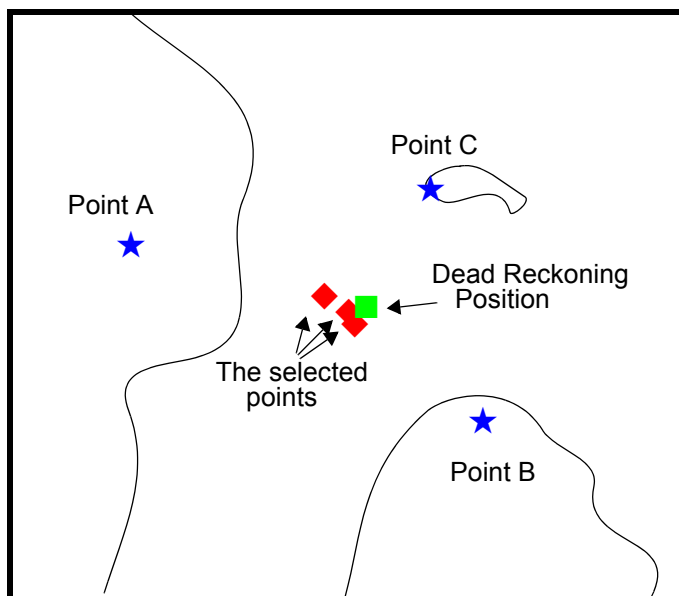 Point C
Point A
Dead Reckoning
Position
The selected
points
Point B